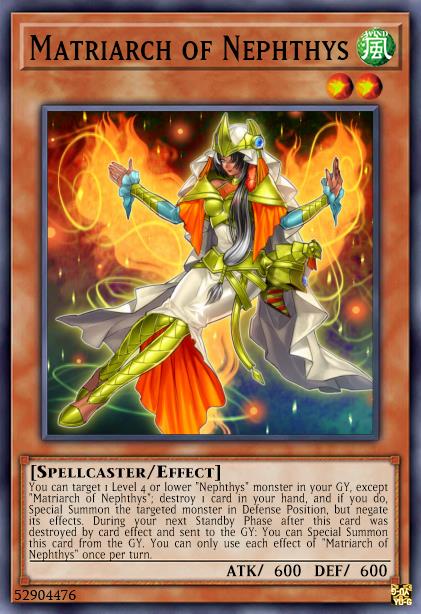 MATRIARCH OF NEPHTHYS
WIND
風
[SPELLCASTER/EFFECT]
You can target 1 Level 4 or lower "Nephthys" monster in your GY, except
"Matriarch of Nephthys"; destroy 1 card in your hand, and if you do,
Special Summon the targeted monster in Defense Position, but negate
its effects. During your next Standby Phase after this card was
destroyed by card effect and sent to the GY: You can Special Summon
this card from the GY. You can only use each effect of "Matriarch of
Nephthys" once per turn.
ATK/ 600 DEF/ 600
52904476